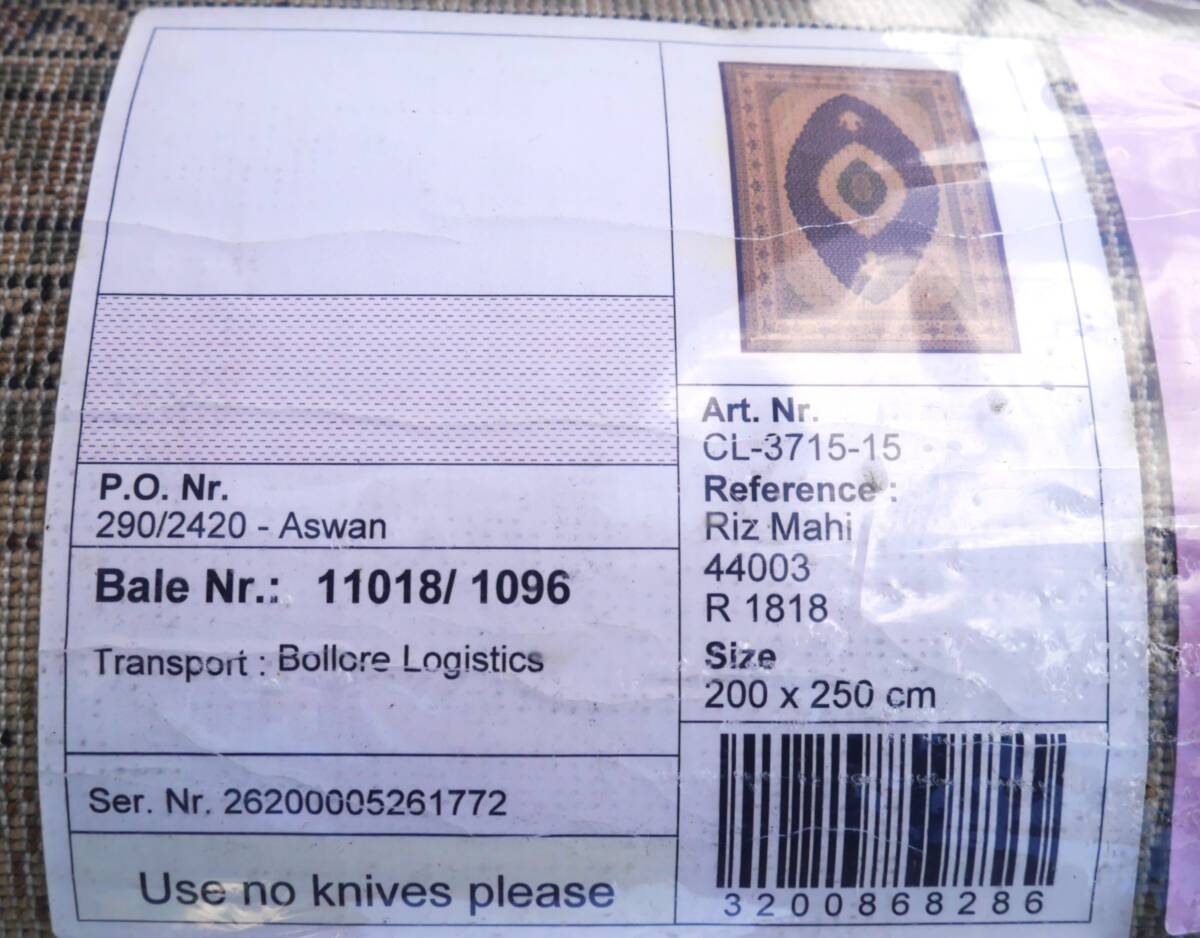 P.O. Nr.
290/2420 - Aswan
Bale Nr.: 11018/ 1096
Transport : Bollore Logistics
Ser. Nr. 26200005261772
Use no knives please
Art. Nr.
CL-3715-15
Reference :
Riz Mahi
44003
R 1818
Size
200 x 250 cm
3200868286